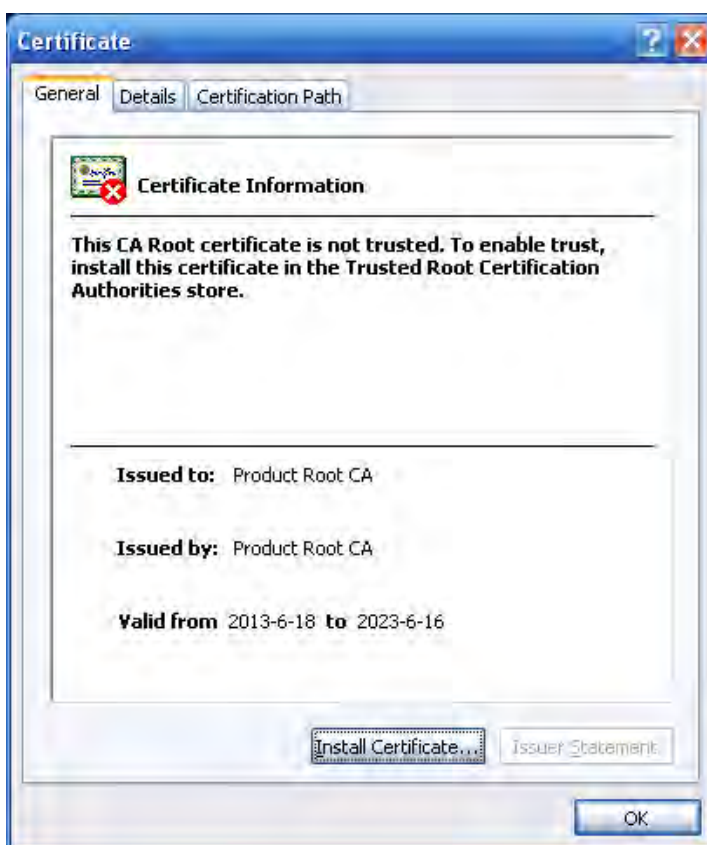 Certificate
General Details Certification Path
Certificate Information
This CA Root certificate is not trusted. To enable trust,
install this certificate in the Trusted Root Certification
Authorities store.
Issued to: Product Root CA
Issued by: Product Root CA
Valid from 2013-6-18 to 2023-6-16
Install Certificate... Issuer Statement
OK